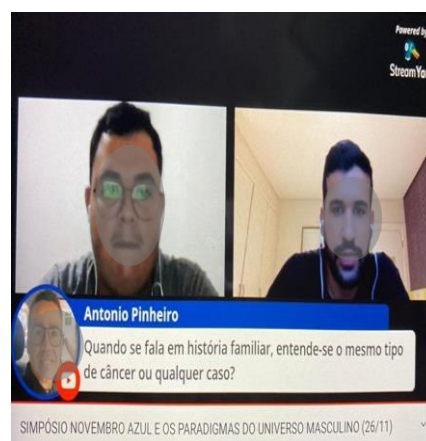 Powered by
StreamYa
Antonio Pinheiro
Quando se fala em história familiar, entende-se o mesmo tipo
de câncer ou qualquer caso?
SIMPÓSIO NOVEMBRO AZUL E OS PARADIGMAS DO UNIVERSO MASCULINO (26/11)